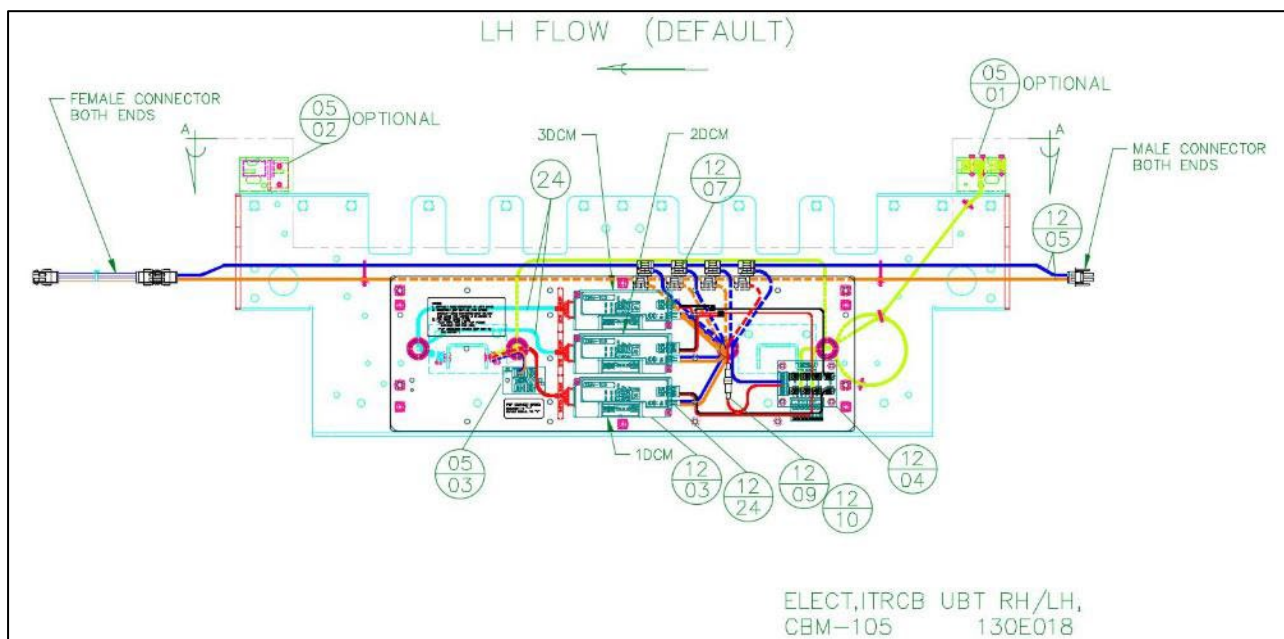 LH FLOW (DEFAULT)
FEMALE CONNECTOR
BOTH ENDS
A
05
02
OPTIONAL
3DCM
2DCM
05
01
OPTIONAL
A
MALE CONNECTOR
BOTH ENDS
24
12
07
12
05
05
03
1DCM
12
03
12
24
12
09
12
10
12
04
ELECT,ITRCB UBT RH/LH,
CBM-105 130E018